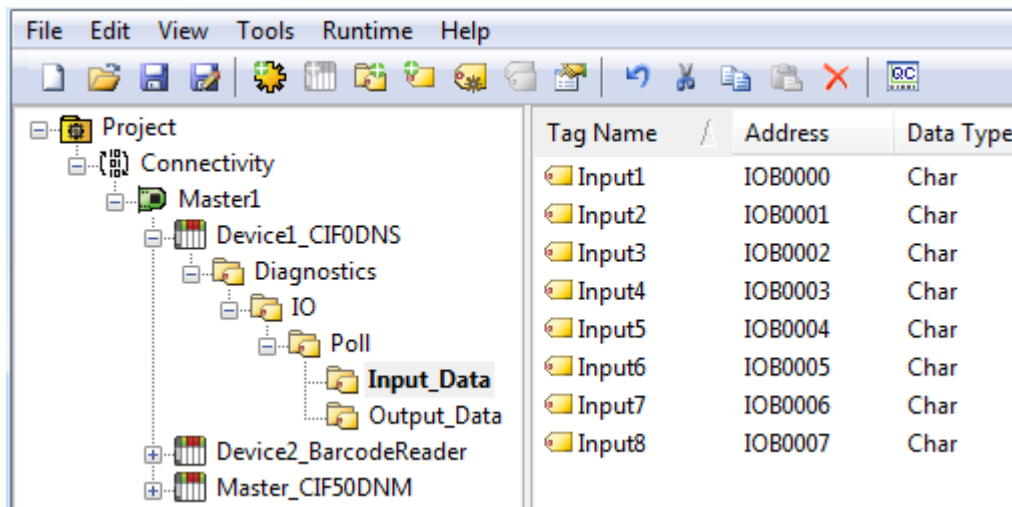 File Edit View Tools Runtime Help
QC
Project
Connectivity
Master1
Device1_CIF0DNS
Diagnostics
IO
Poll
Input_Data
Output_Data
Device2_BarcodeReader
Master_CIF50DNM
Tag Name Address Data Type
Input1 IOB0000 Char
Input2 IOB0001 Char
Input3 IOB0002 Char
Input4 IOB0003 Char
Input5 IOB0004 Char
Input6 IOB0005 Char
Input7 IOB0006 Char
Input8 IOB0007 Char